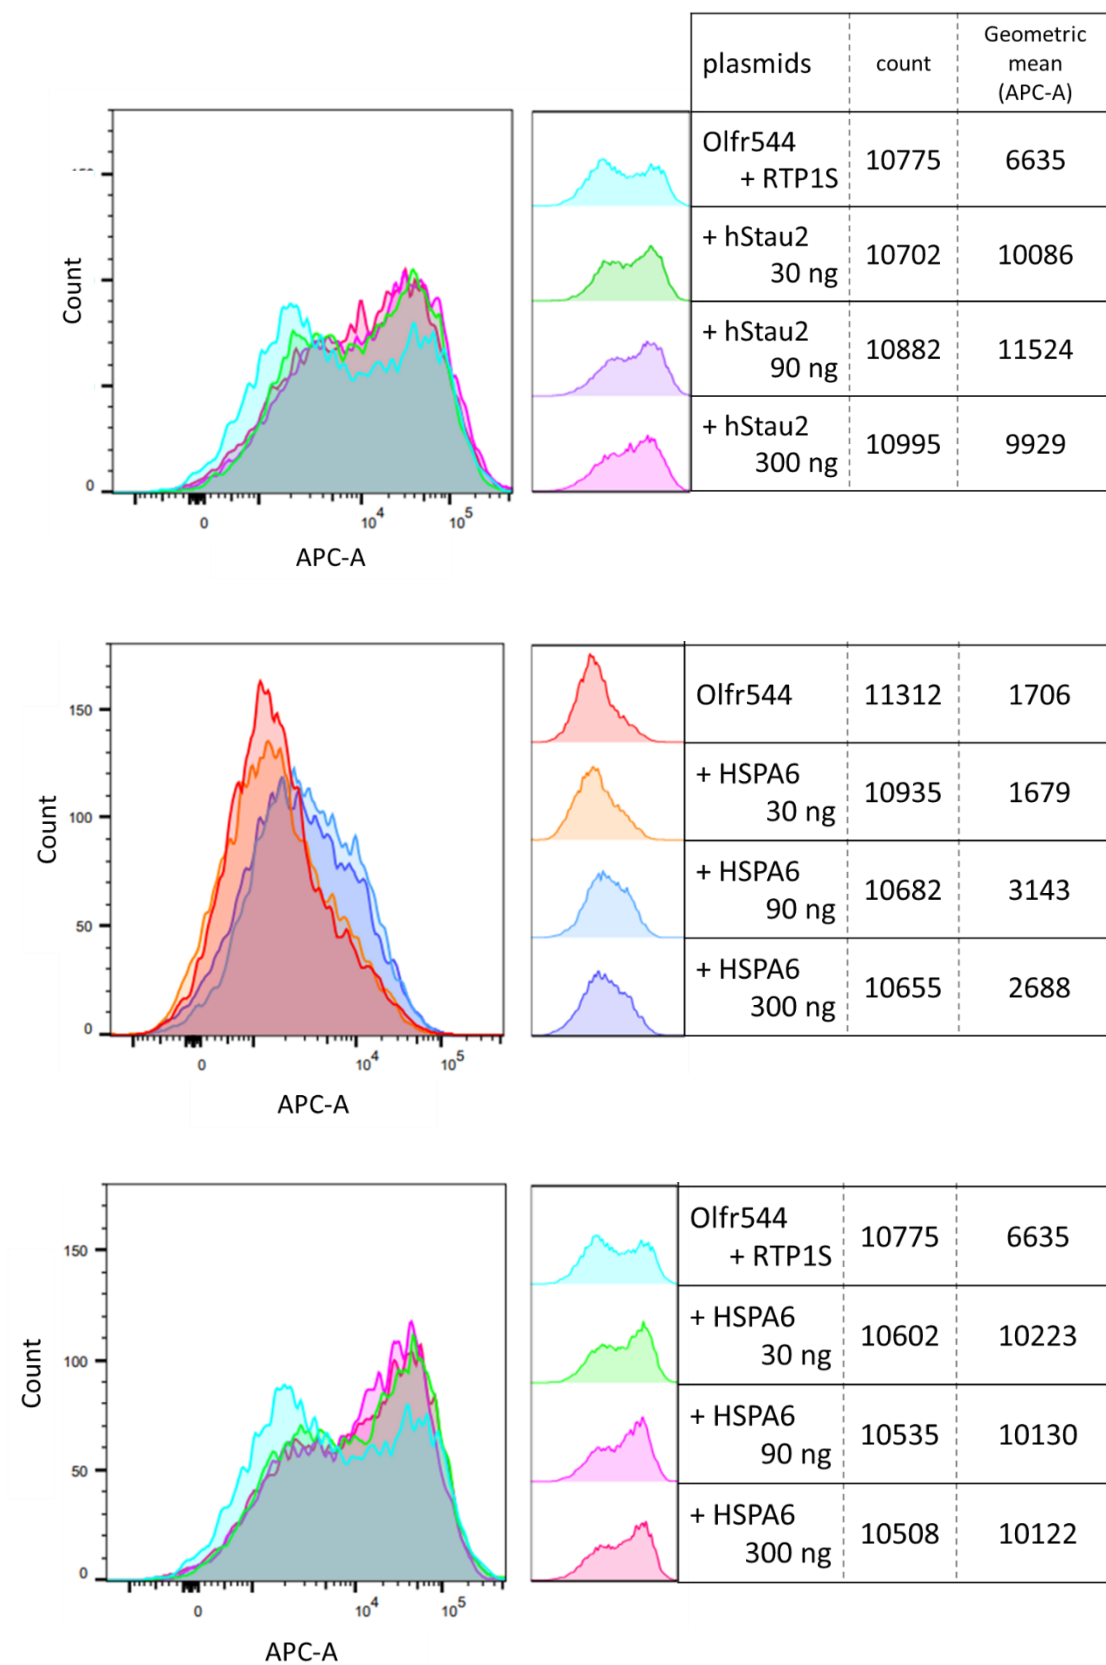 plasmids count Geometric mean (APC-A)
Olfr544 + RTP1S 10775 6635
+ hStau2 30 ng 10702 10086
+ hStau2 90 ng 10882 11524
+ hStau2 300 ng 10995 9929
Count
0
0 10^4 10^5
APC-A
Olfr544 11312 1706
+ HSPA6 30 ng 10935 1679
+ HSPA6 90 ng 10682 3143
+ HSPA6 300 ng 10655 2688
150
100
50
0
Count
0 10^4 10^5
APC-A
Olfr544 + RTP1S 10775 6635
+ HSPA6 30 ng 10602 10223
+ HSPA6 90 ng 10535 10130
+ HSPA6 300 ng 10508 10122
150
100
50
0
Count
0 10^4 10^5
APC-A